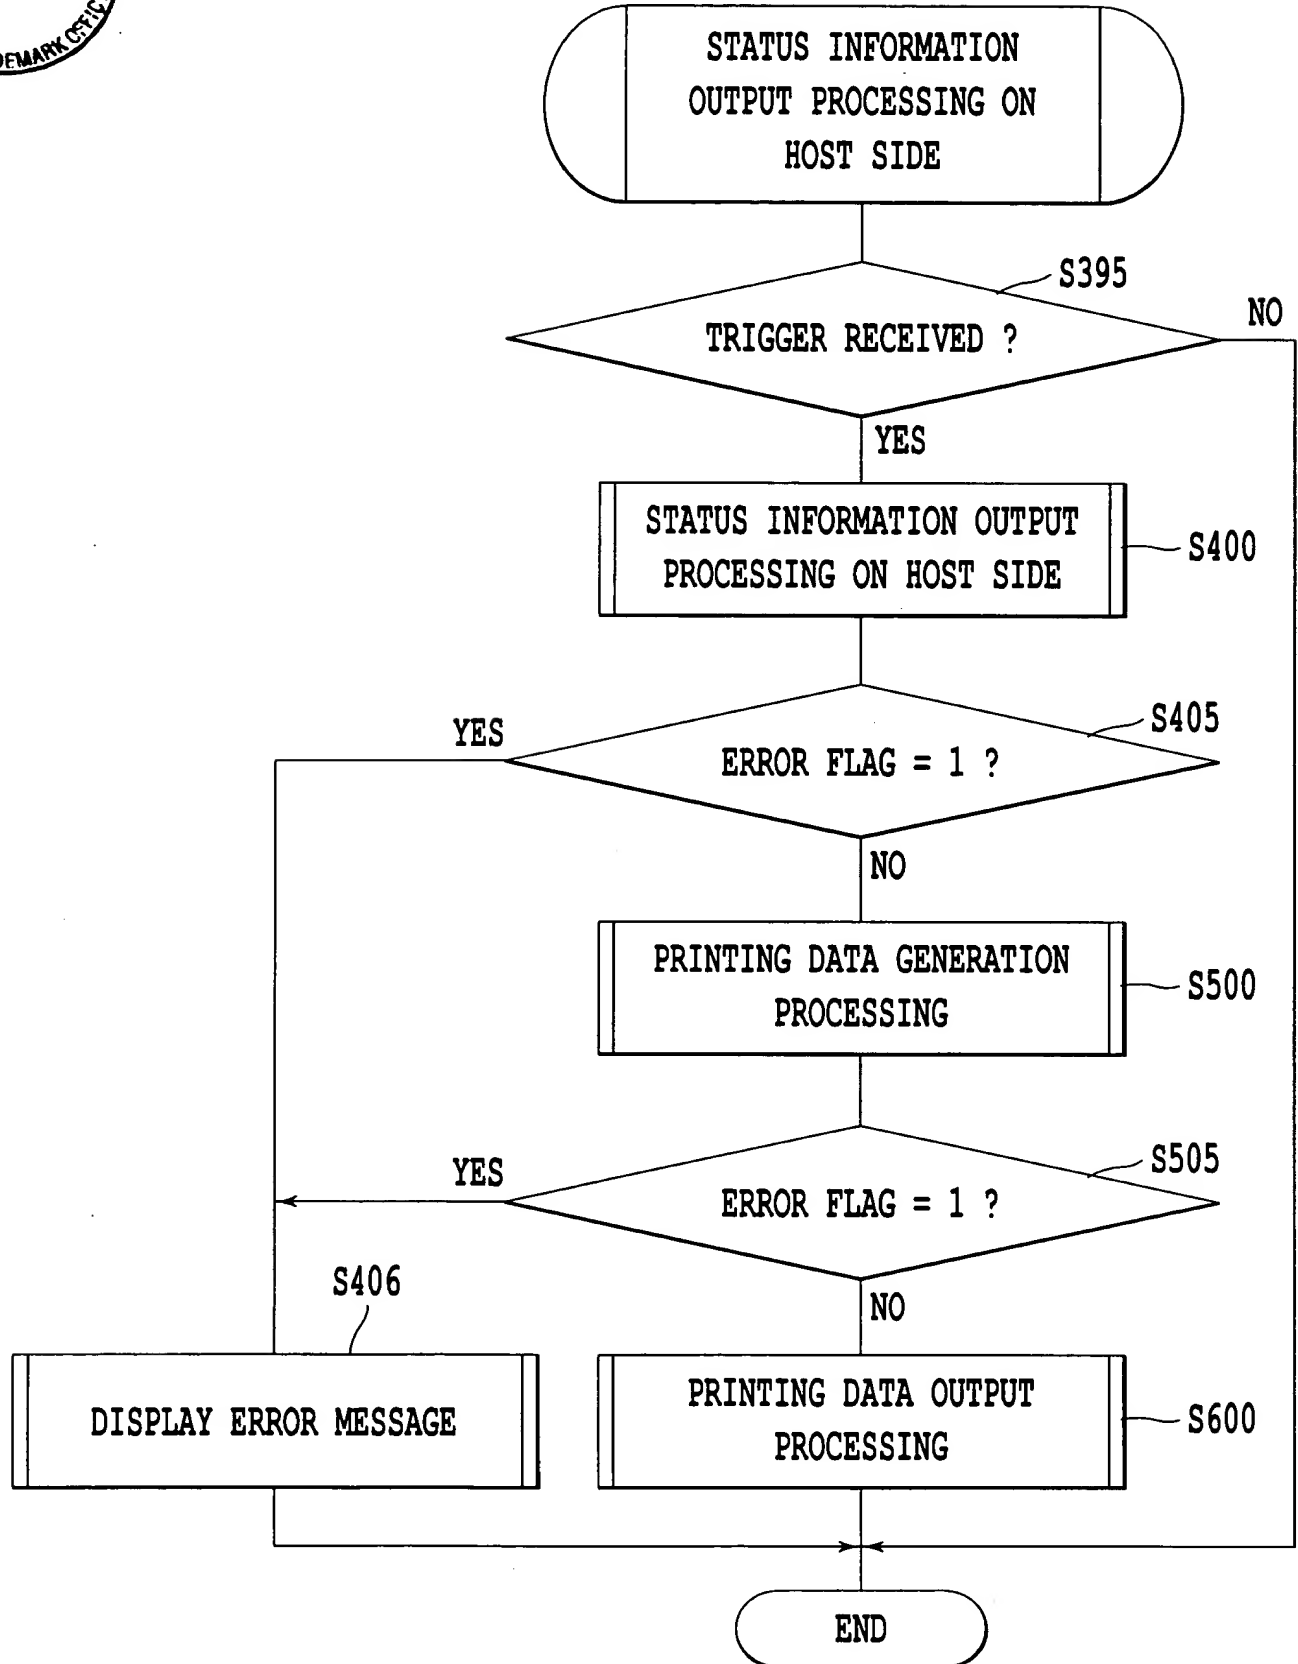 STATUS INFORMATION
OUTPUT PROCESSING ON
HOST SIDE
S395
NO
TRIGGER RECEIVED ?
YES
STATUS INFORMATION OUTPUT
PROCESSING ON HOST SIDE
S400
S405
YES
ERROR FLAG = 1 ?
NO
PRINTING DATA GENERATION
PROCESSING
S500
S505
YES
ERROR FLAG = 1 ?
S406
NO
DISPLAY ERROR MESSAGE
PRINTING DATA OUTPUT
PROCESSING
S600
END